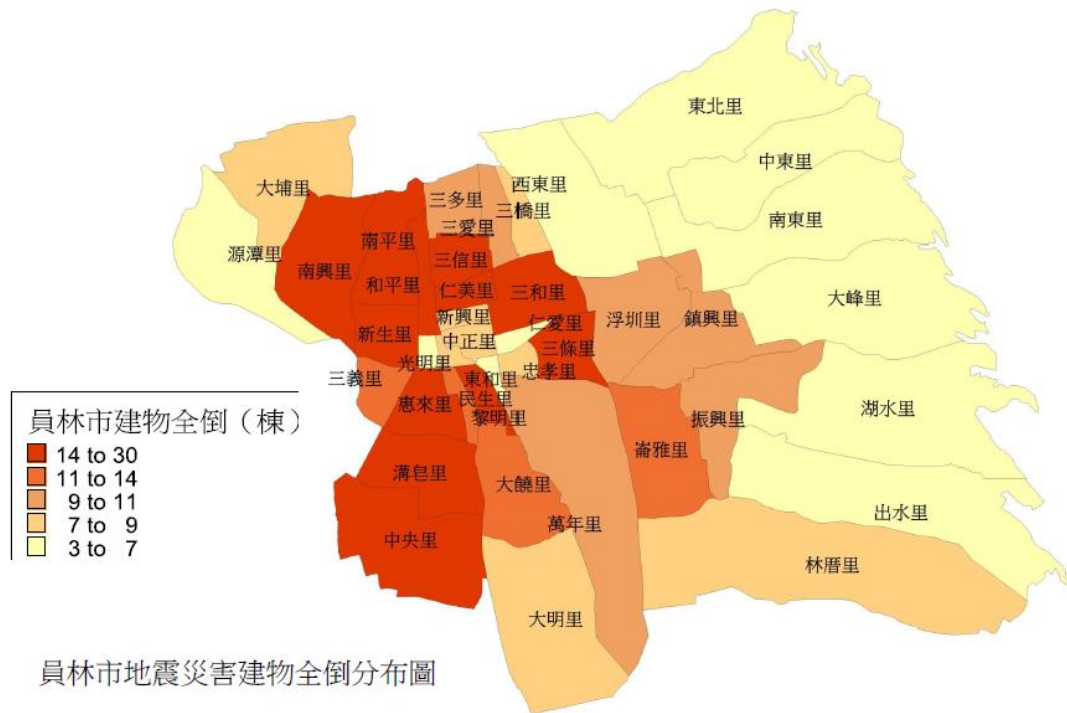 東北里
中東里
大埔里
西東里
三多里
三橋里
南東里
三愛里
南平里
源潭里
三信里
南興里
和平里
仁美里
三和里
大峰里
新興里
仁愛里
浮圳里
鎮興里
新生里
中正里
三條里
光明里
忠孝里
三義里
東和里
民生里
惠來里
黎明里
振興里
湖水里
員林市建物全倒（棟）
14 to 30
11 to 14
9 to 11
7 to 9
3 to 7
崙雅里
溝皂里
大饒里
出水里
萬年里
中央里
林厝里
大明里
員林市地震災害建物全倒分布圖